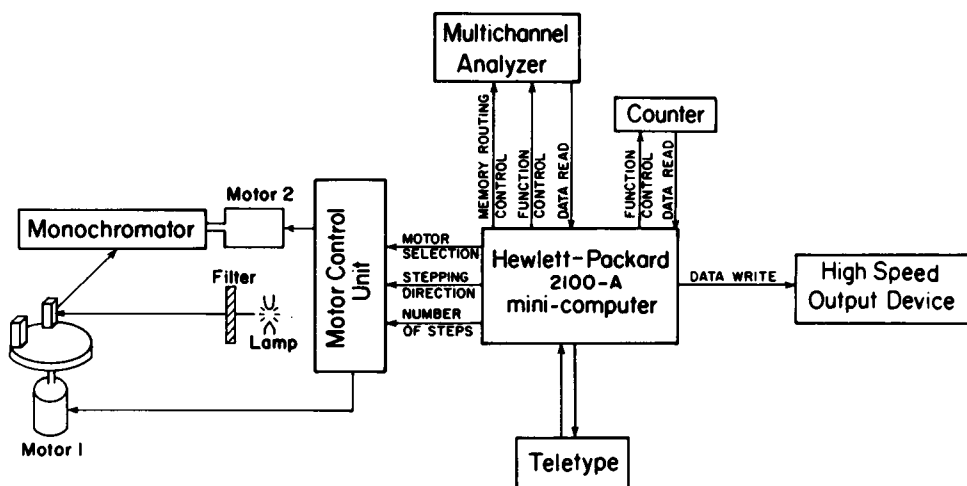 Multichannel
Analyzer
Counter
MEMORY ROUTING
CONTROL
FUNCTION
CONTROL
DATA READ
FUNCTION
CONTROL
DATA READ
Motor 2
Monochromator
Motor Control
Unit
MOTOR
SELECTION
STEPPING
DIRECTION
NUMBER
OF STEPS
Hewlett-Packard
2100-A
mini-computer
DATA WRITE
High Speed
Output Device
Filter
Lamp
Motor 1
Teletype